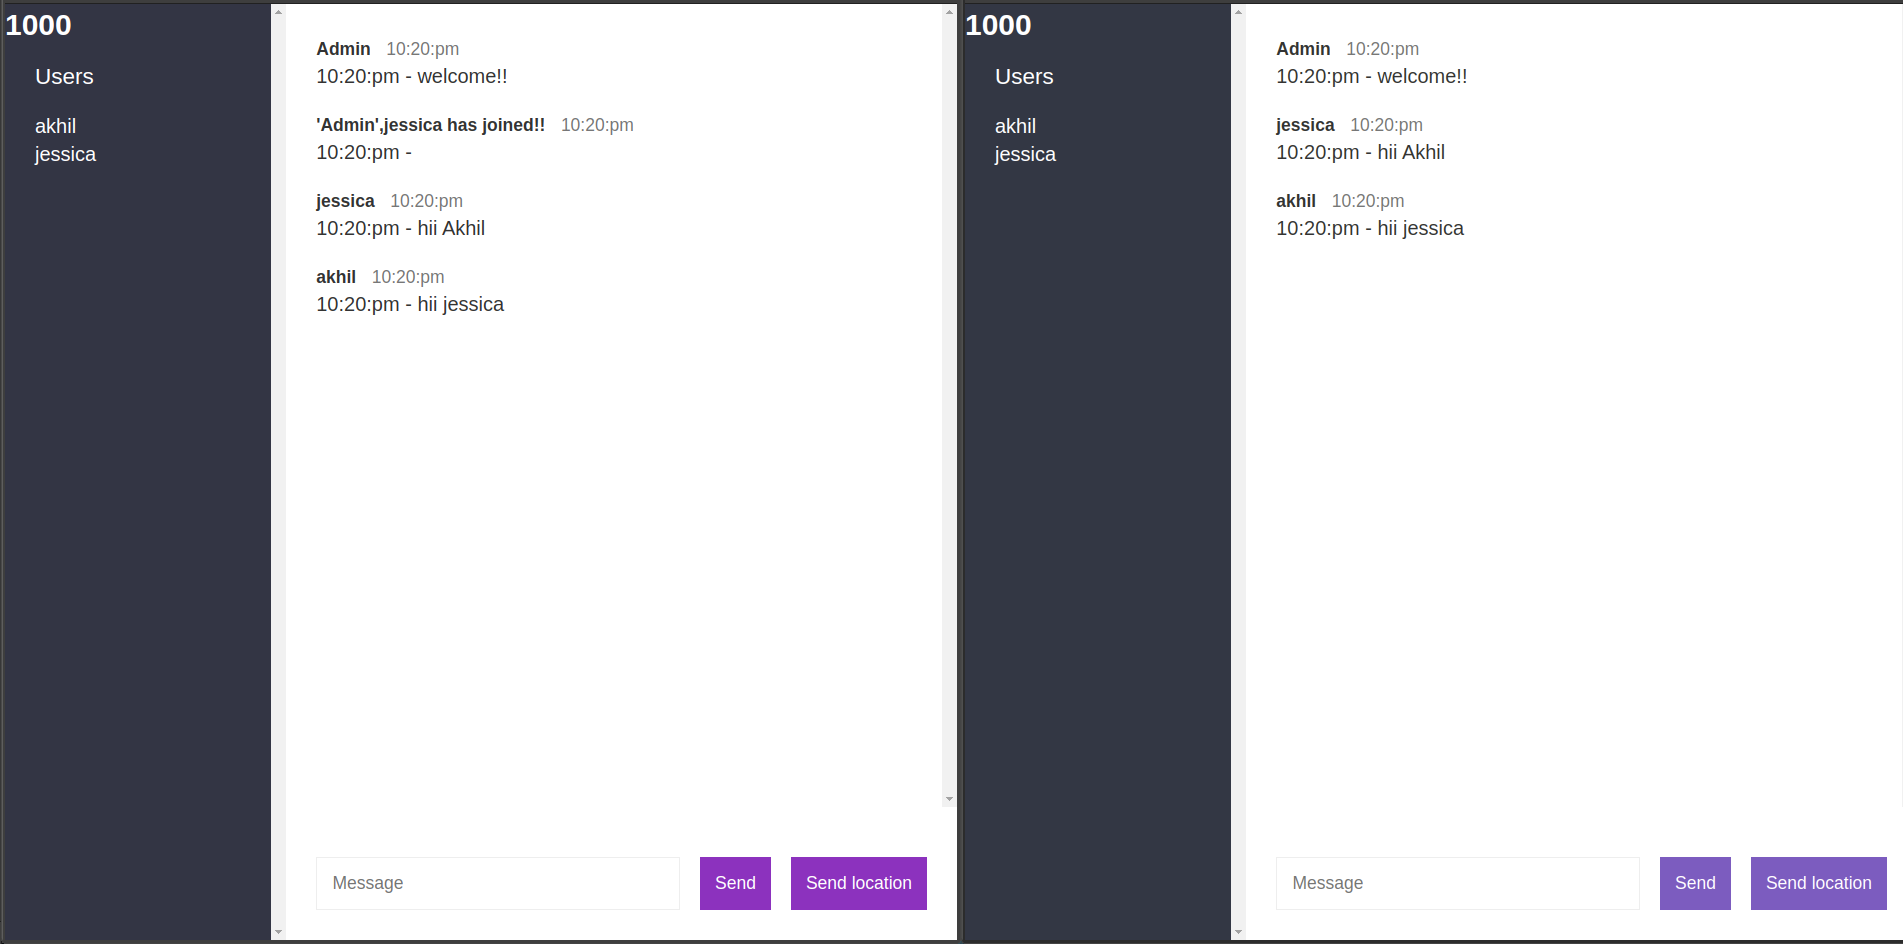 1000
Users
akhil
jessica
Admin 10:20:pm
10:20:pm - welcome!!
'Admin',jessica has joined!! 10:20:pm
10:20:pm -
jessica 10:20:pm
10:20:pm - hii Akhil
akhil 10:20:pm
10:20:pm - hii jessica
Message
Send
Send location
1000
Users
akhil
jessica
Admin 10:20:pm
10:20:pm - welcome!!
jessica 10:20:pm
10:20:pm - hii Akhil
akhil 10:20:pm
10:20:pm - hii jessica
Message
Send
Send location